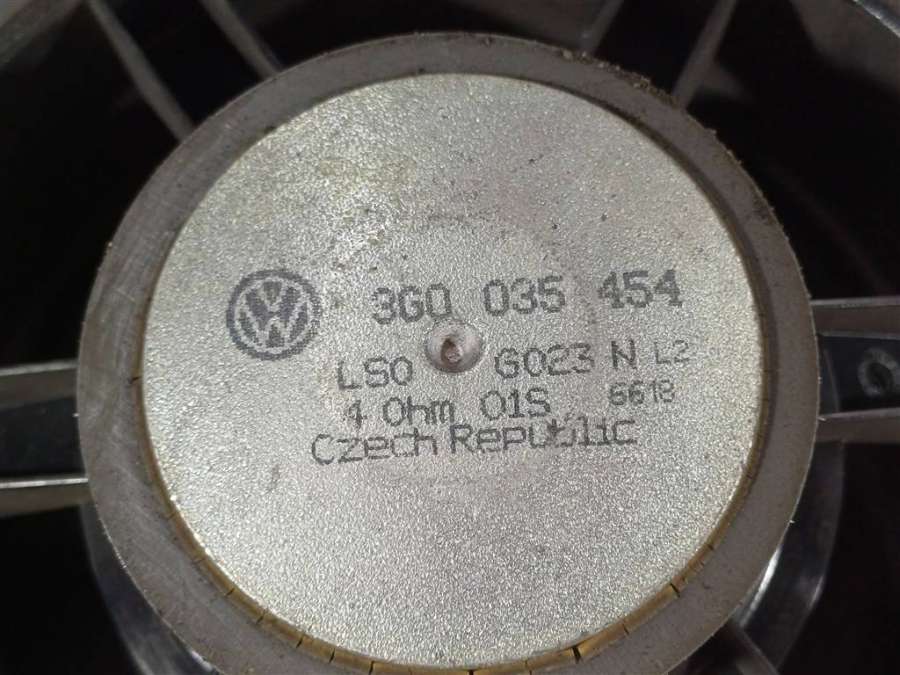 3G0 035 454
LS0 G023 N L2
4 Ohm 01S 6618
Czech Republic